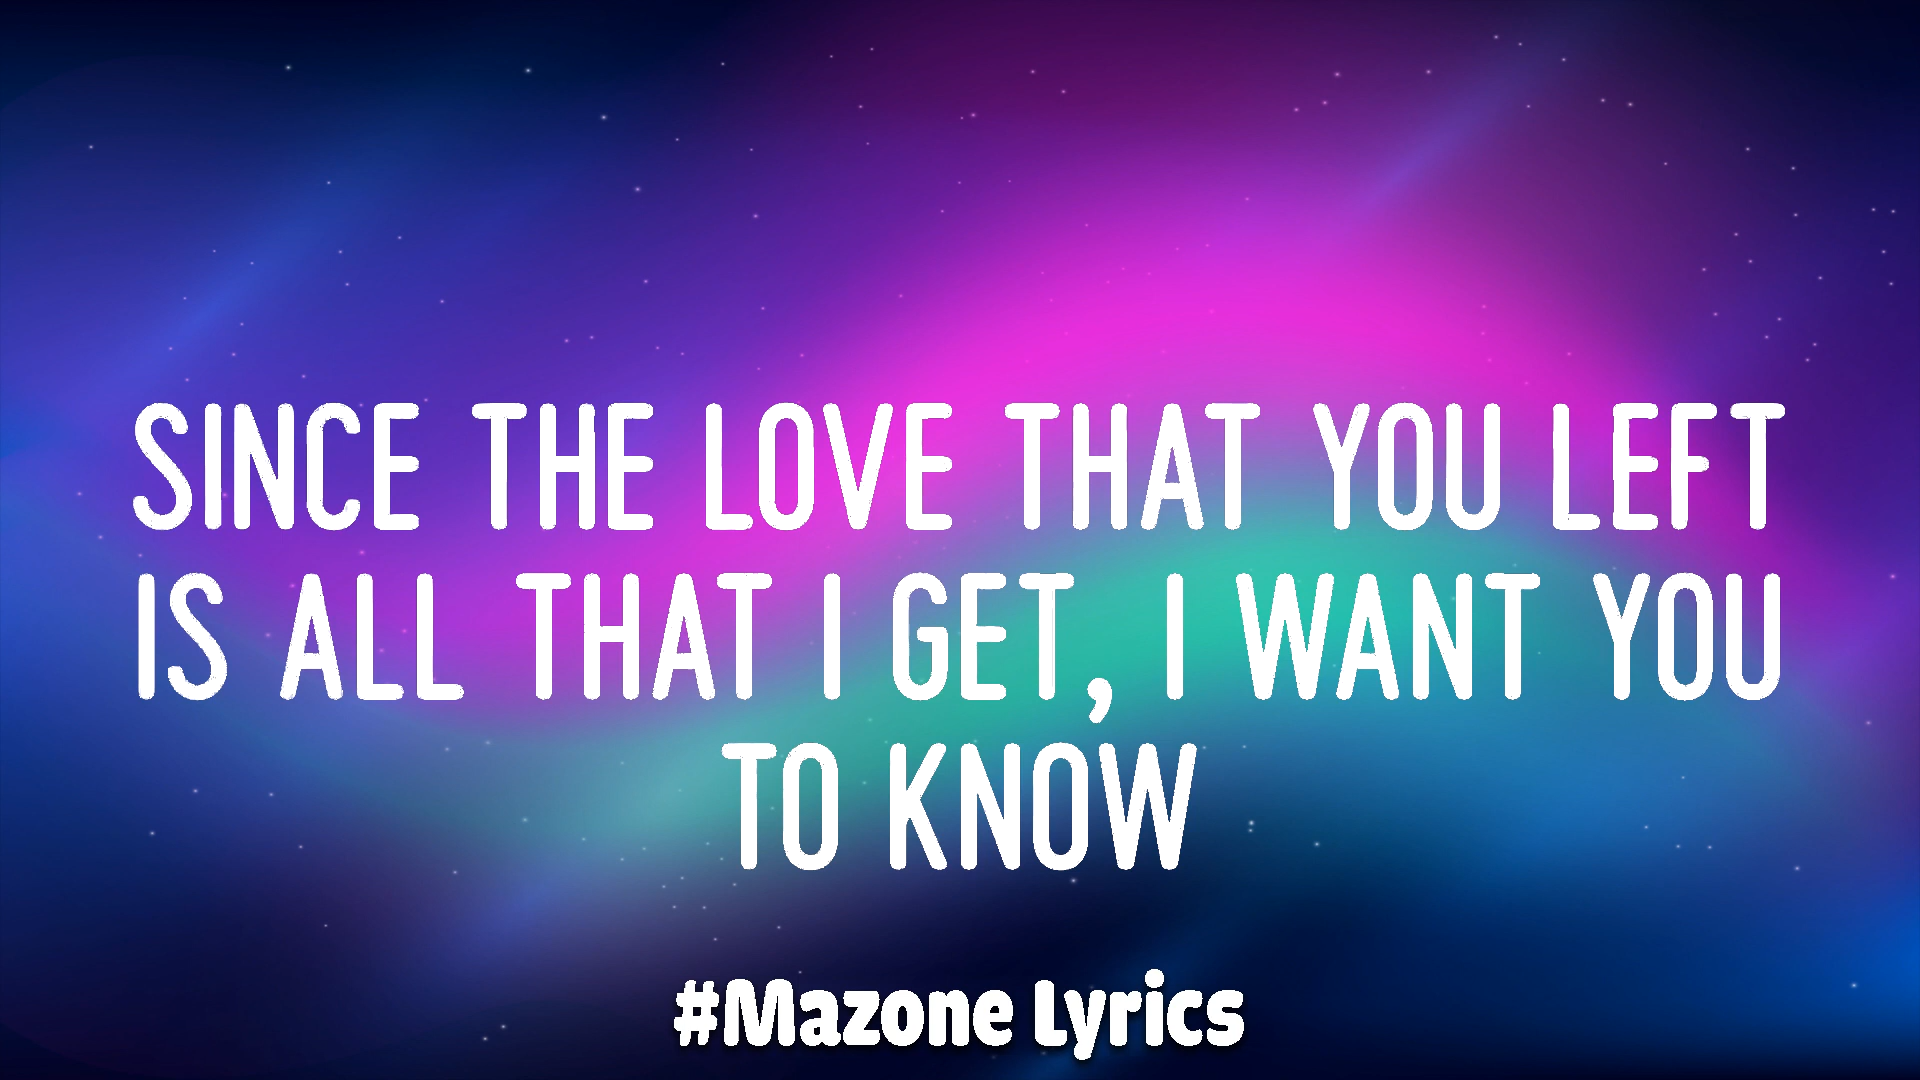 SINCE THE LOVE THAT YOU LEFT
IS ALL THAT I GET, I WANT YOU
TO KNOW
#Mazone Lyrics